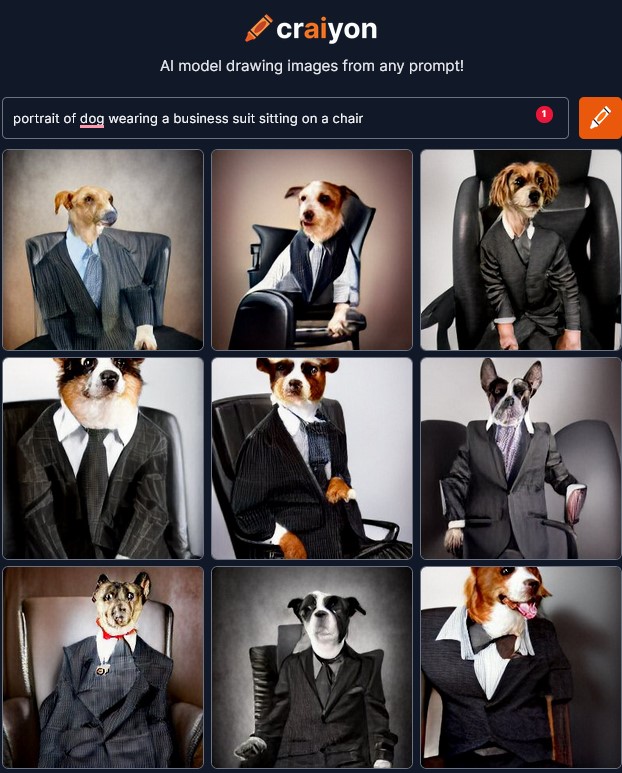 craiyon
AI model drawing images from any prompt!
portrait of dog wearing a business suit sitting on a chair
1